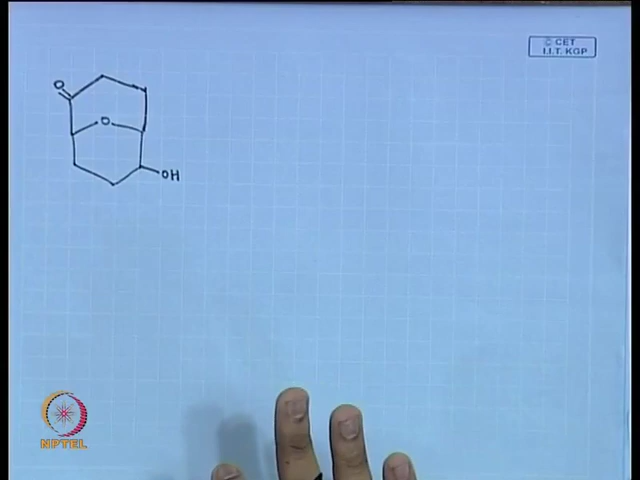 © CET
I.I.T. KGP
O
O
OH
NPTEL